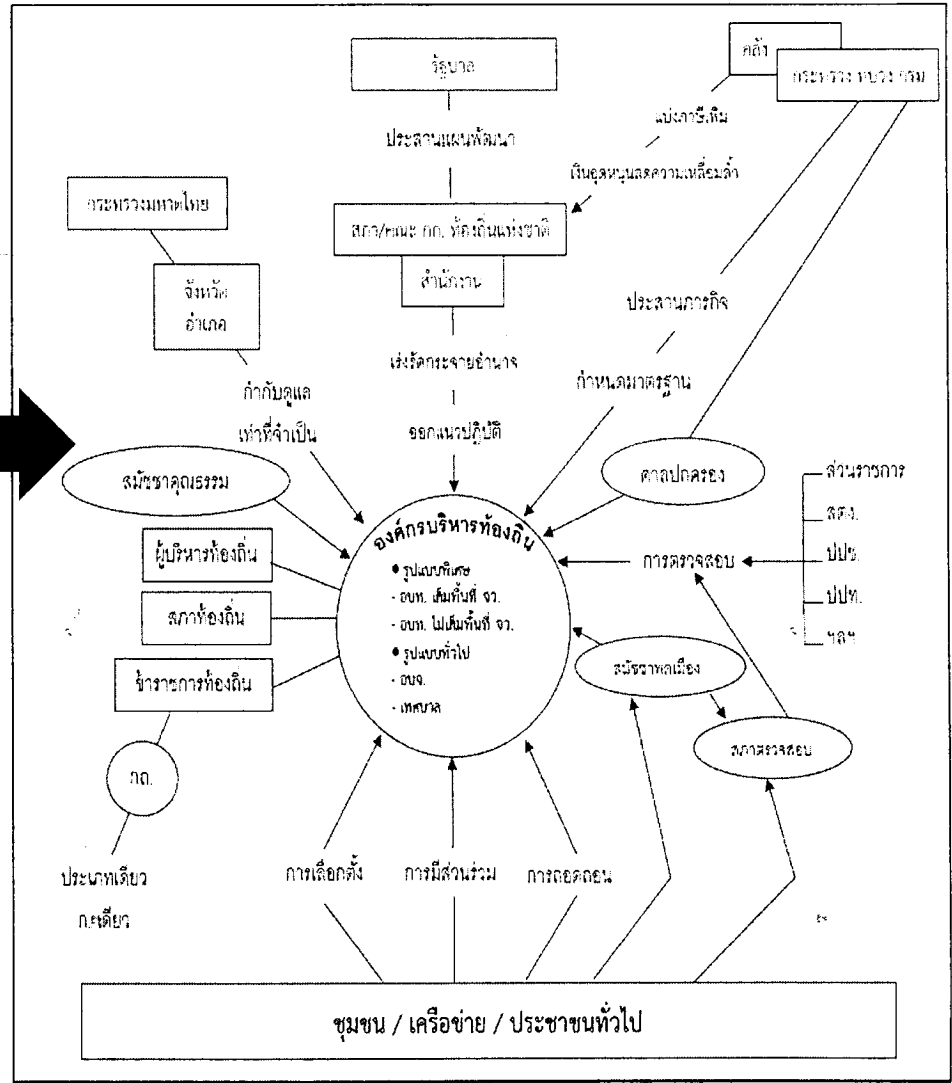 รัฐบาล
คลัง
กระทรวง ทบวง กรม
แบ่งภาษีเพิ่ม
ประสานแผนพัฒนา
เงินอุดหนุนลดความเหลื่อมล้ำ
กระทรวงมหาดไทย
สภา/คณะ กก. ท้องถิ่นแห่งชาติ
สำนักงาน
จังหวัด
อำเภอ
ประสานภารกิจ
เร่งรัดกระจายอำนาจ
กำหนดมาตรฐาน
กำกับดูแล
เท่าที่จำเป็น
ออกแนวปฏิบัติ
สมัชชาคุณธรรม
ศาลปกครอง
ส่วนราชการ
สตง.
ปปช.
ปปท.
ฯลฯ
การตรวจสอบ
องค์กรบริหารท้องถิ่น
● รูปแบบพิเศษ
- อบท. เต็มพื้นที่ จว.
- อบท. ไม่เต็มพื้นที่ จว.
● รูปแบบทั่วไป
- อบจ.
- เทศบาล
ผู้บริหารท้องถิ่น
สภาท้องถิ่น
ข้าราชการท้องถิ่น
สมัชชาพลเมือง
สภาตรวจสอบ
กถ.
ประเภทเดียว
การเลือกตั้ง
การมีส่วนร่วม
การถอดถอน
ชุมชน / เครือข่าย / ประชาชนทั่วไป